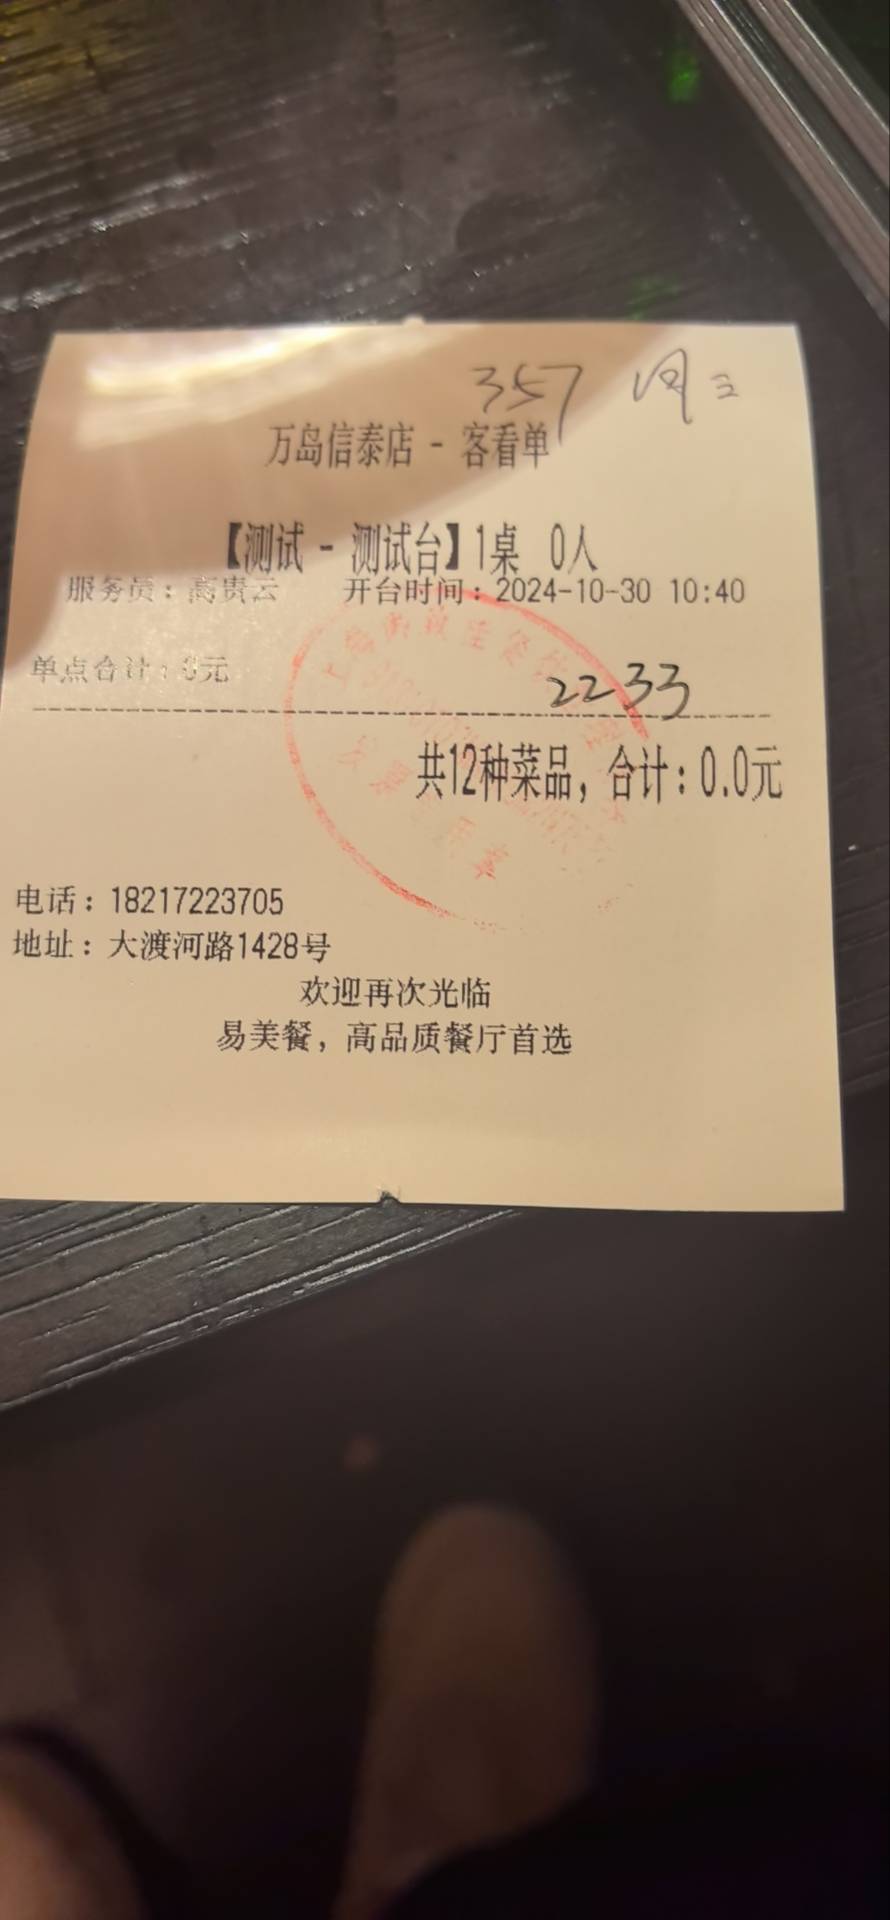 357 周三
万岛信泰店 - 客看单
【测试 - 测试台】1桌 0人
服务员：高贵云 开台时间：2024-10-30 10:40
单点合计：0元
2233
共12种菜品，合计：0.0元
电话：18217223705
地址：大渡河路1428号
欢迎再次光临
易美餐，高品质餐厅首选